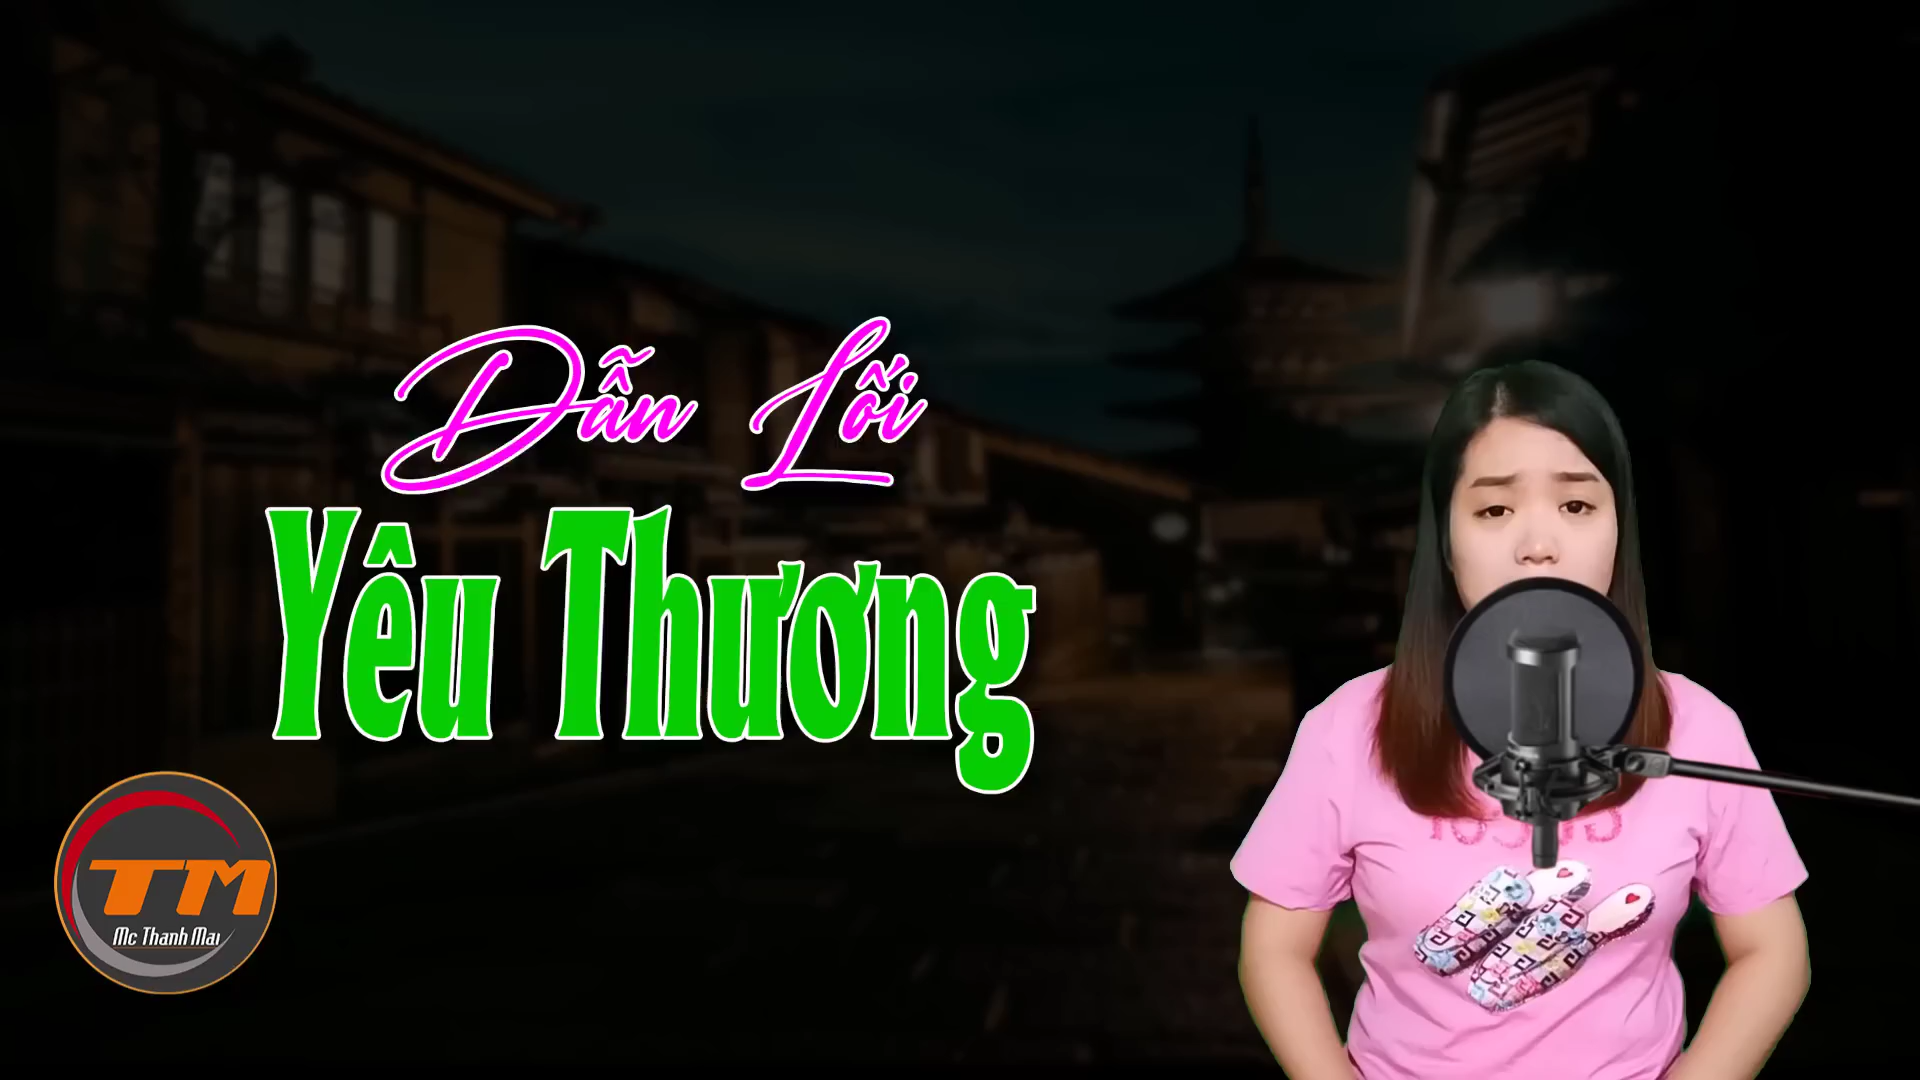 Dẫn Lối
Yêu Thương
TM
Mc Thanh Mai